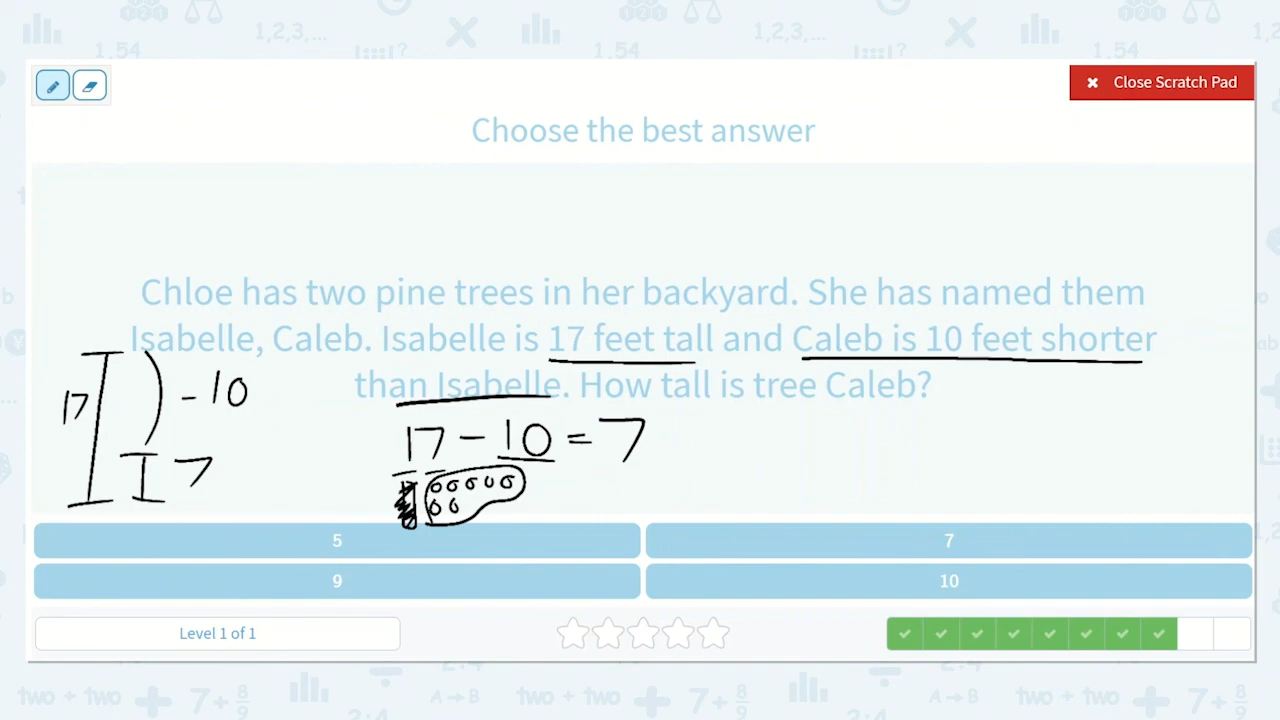 Close Scratch Pad
Choose the best answer
Chloe has two pine trees in her backyard. She has named them
Isabelle, Caleb. Isabelle is 17 feet tall and Caleb is 10 feet shorter
than Isabelle. How tall is tree Caleb?
17
- 10
7
17 - 10 = 7
5
7
9
10
Level 1 of 1